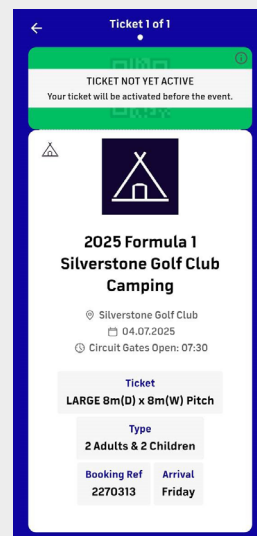 Ticket 1 of 1
TICKET NOT YET ACTIVE
Your ticket will be activated before the event.
2025 Formula 1
Silverstone Golf Club
Camping
Silverstone Golf Club
04.07.2025
Circuit Gates Open: 07:30
Ticket
LARGE 8m(D) x 8m(W) Pitch
Type
2 Adults & 2 Children
Booking Ref Arrival
2270313 Friday